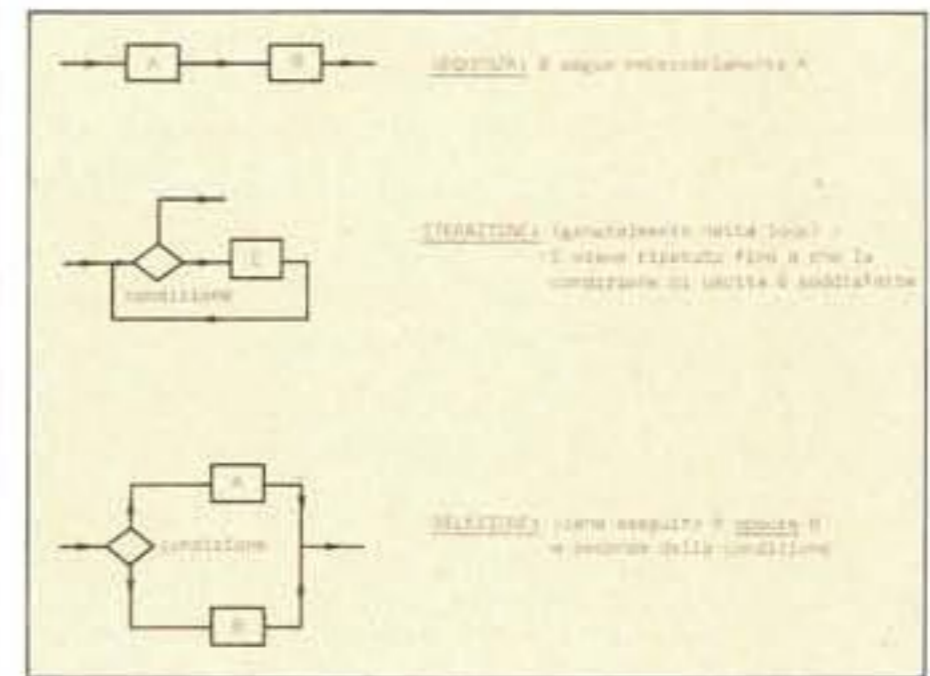 A
B
SEQUENZA: B segue necessariamente A
ITERAZIONE: (generalmente detta loop)
C viene ripetuto fino a che la
C
condizione di uscita è soddisfatta
condizione
A
SELEZIONE: viene eseguito A oppure B
condizione
a seconda della condizione
B